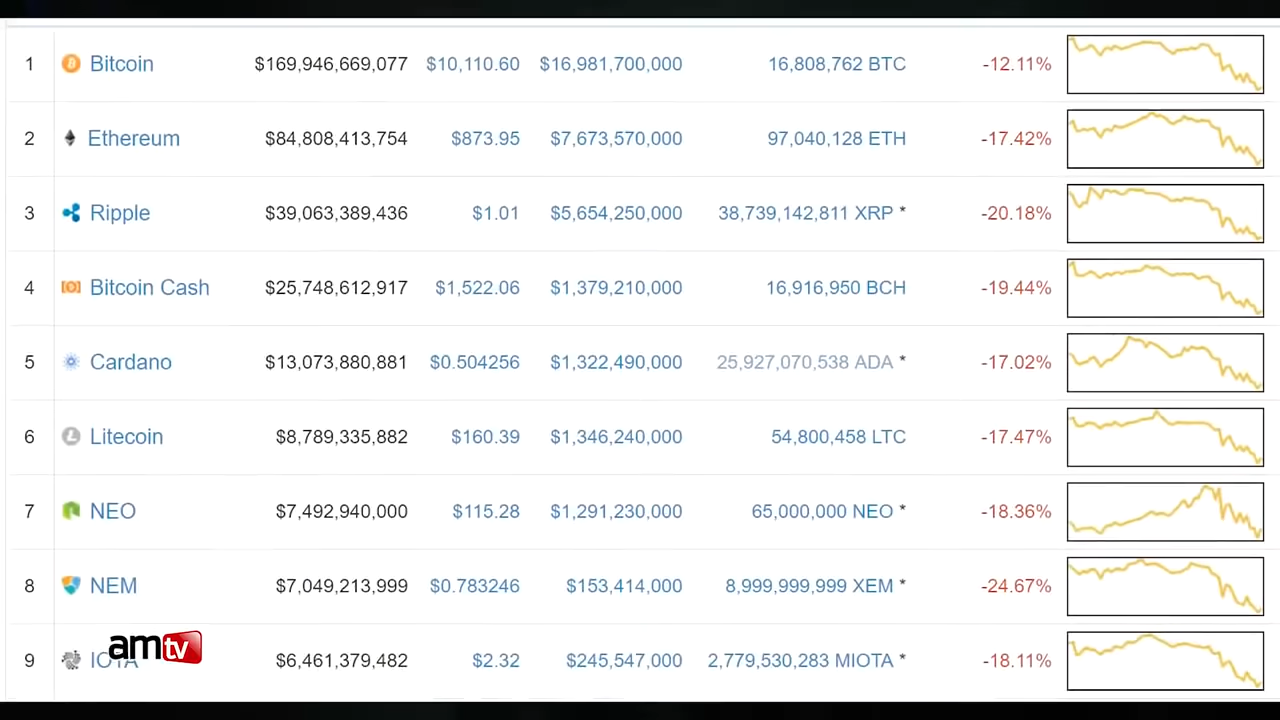 1 Bitcoin $169,946,669,077 $10,110.60 $16,981,700,000 16,808,762 BTC -12.11%
2 Ethereum $84,808,413,754 $873.95 $7,673,570,000 97,040,128 ETH -17.42%
3 Ripple $39,063,389,436 $1.01 $5,654,250,000 38,739,142,811 XRP * -20.18%
4 Bitcoin Cash $25,748,612,917 $1,522.06 $1,379,210,000 16,916,950 BCH -19.44%
5 Cardano $13,073,880,881 $0.504256 $1,322,490,000 25,927,070,538 ADA * -17.02%
6 Litecoin $8,789,335,882 $160.39 $1,346,240,000 54,800,458 LTC -17.47%
7 NEO $7,492,940,000 $115.28 $1,291,230,000 65,000,000 NEO * -18.36%
8 NEM $7,049,213,999 $0.783246 $153,414,000 8,999,999,999 XEM * -24.67%
9 IOTA $6,461,379,482 $2.32 $245,547,000 2,779,530,283 MIOTA * -18.11%
amtv